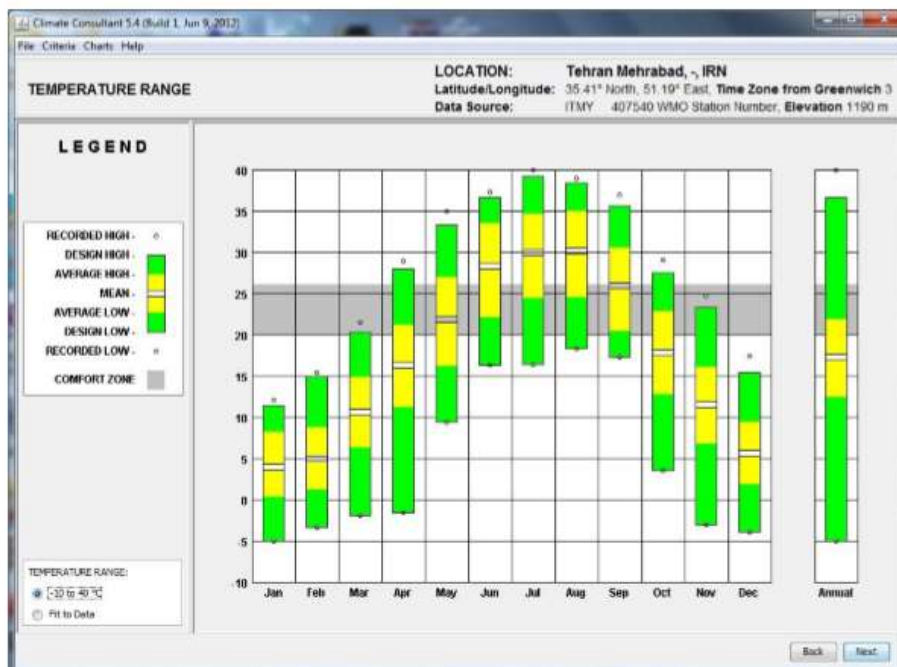 Climate Consultant 5.4 (Build 1, Jun 9, 2012)
File Criteria Charts Help
TEMPERATURE RANGE
LOCATION: Tehran Mehrabad, -, IRN
Latitude/Longitude: 35.41° North, 51.19° East, Time Zone from Greenwich 3
Data Source: ITMY 407540 WMO Station Number, Elevation 1190 m
LEGEND
RECORDED HIGH -
DESIGN HIGH -
AVERAGE HIGH -
MEAN -
AVERAGE LOW -
DESIGN LOW -
RECORDED LOW -
COMFORT ZONE
TEMPERATURE RANGE:
-10 to 40 °C
Fit to Data
40
35
30
25
20
15
10
5
0
-5
-10
Jan Feb Mar Apr May Jun Jul Aug Sep Oct Nov Dec Annual
Back Next